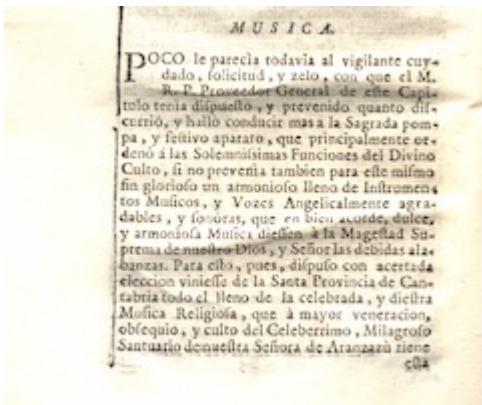 MUSICA.
POCO le parecìa todavia al vigilante cuy-
dado, solicitud, y zelo, con que el M.
R. P. Proveedor General de este Capi-
tulo tenia dispuesto, y prevenido quanto dis-
currió, y hallò conducir mas a la Sagrada pom-
pa, y festivo aparato, que principalmente or-
denó á las Solemnissimas Funciones del Divino
Culto, si no prevenia tambien para este mismo
fin glorioso un armonioso lleno de Instrumen-
tos Musicos, y Vozes Angelicalmente agra-
dables, y sonoras, que en bien acorde, dulce,
y armoniosa Musica diessen à la Magestad Su-
prema de nuestro Dios, y Señor las debidas ala-
banzas. Para esto, pues, dispuso con acertada
eleccion viniesse de la Santa Provincia de Can-
tabria todo el lleno de la celebrada, y diestra
Musica Religiosa, que à mayor veneracion,
obsequio, y culto del Celeberrimo, Milagroso
Santuario de nuestra Señora de Aranzazù tiene
esta